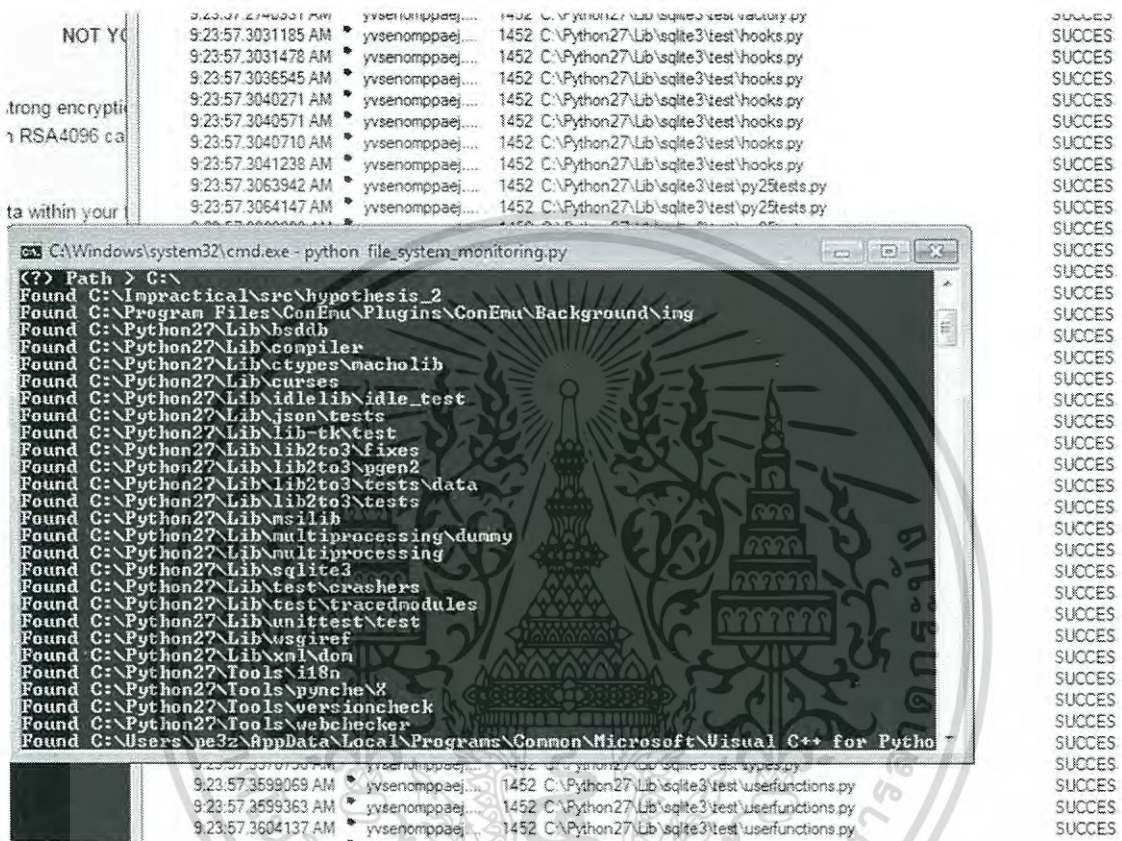 NOT YO
9:23:57.3031185 AM yvsenomppaej.... 1452 C:\Python27\Lib\sqlite3\test\hooks.py SUCCES
9:23:57.3031478 AM yvsenomppaej.... 1452 C:\Python27\Lib\sqlite3\test\hooks.py SUCCES
9:23:57.3036545 AM yvsenomppaej.... 1452 C:\Python27\Lib\sqlite3\test\hooks.py SUCCES
trong encryptio 9:23:57.3040271 AM yvsenomppaej.... 1452 C:\Python27\Lib\sqlite3\test\hooks.py SUCCES
9:23:57.3040571 AM yvsenomppaej.... 1452 C:\Python27\Lib\sqlite3\test\hooks.py SUCCES
RSA4096 ca 9:23:57.3040710 AM yvsenomppaej.... 1452 C:\Python27\Lib\sqlite3\test\hooks.py SUCCES
9:23:57.3041238 AM yvsenomppaej.... 1452 C:\Python27\Lib\sqlite3\test\hooks.py SUCCES
9:23:57.3063942 AM yvsenomppaej.... 1452 C:\Python27\Lib\sqlite3\test\py25tests.py SUCCES
ta within your 9:23:57.3064147 AM yvsenomppaej.... 1452 C:\Python27\Lib\sqlite3\test\py25tests.py SUCCES
C:\Windows\system32\cmd.exe - python file_system_monitoring.py
(?) Path > C:\
Found C:\Impractical\src\hypothesis_2
Found C:\Program Files\ConEmu\Plugins\ConEmu\Background\img
Found C:\Python27\Lib\bsddb
Found C:\Python27\Lib\compiler
Found C:\Python27\Lib\ctypes\macholib
Found C:\Python27\Lib\curses
Found C:\Python27\Lib\idlelib\idle_test
Found C:\Python27\Lib\json\tests
Found C:\Python27\Lib\lib-tk\test
Found C:\Python27\Lib\lib2to3\fixes
Found C:\Python27\Lib\lib2to3\pgen2
Found C:\Python27\Lib\lib2to3\tests\data
Found C:\Python27\Lib\lib2to3\tests
Found C:\Python27\Lib\msilib
Found C:\Python27\Lib\multiprocessing\dummy
Found C:\Python27\Lib\multiprocessing
Found C:\Python27\Lib\sqlite3
Found C:\Python27\Lib\test\crashers
Found C:\Python27\Lib\test\tracedmodules
Found C:\Python27\Lib\unittest\test
Found C:\Python27\Lib\wsgiref
Found C:\Python27\Lib\xml\dom
Found C:\Python27\Tools\i18n
Found C:\Python27\Tools\pynche\X
Found C:\Python27\Tools\versioncheck
Found C:\Python27\Tools\webchecker
Found C:\Users\pe3z\AppData\Local\Programs\Common\Microsoft\Visual C++ for Pytho
9:23:57.3599069 AM yvsenomppaej.... 1452 C:\Python27\Lib\sqlite3\test\userfunctions.py SUCCES
9:23:57.3599363 AM yvsenomppaej.... 1452 C:\Python27\Lib\sqlite3\test\userfunctions.py SUCCES
9:23:57.3604137 AM yvsenomppaej.... 1452 C:\Python27\Lib\sqlite3\test\userfunctions.py SUCCES